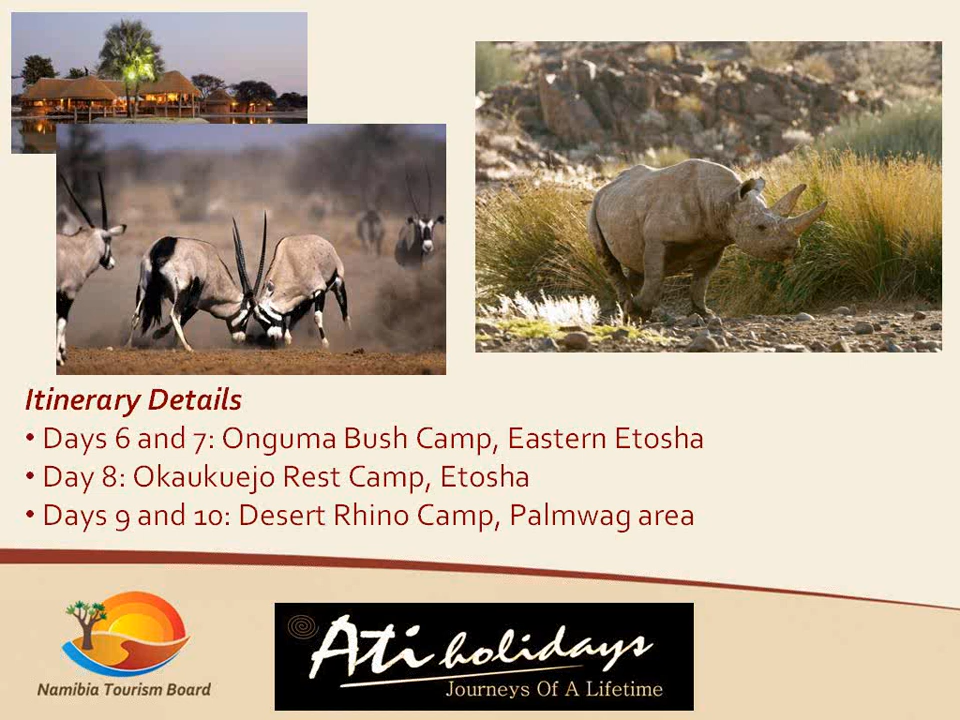 Itinerary Details
• Days 6 and 7: Onguma Bush Camp, Eastern Etosha
• Day 8: Okaukuejo Rest Camp, Etosha
• Days 9 and 10: Desert Rhino Camp, Palmwag area
Namibia Tourism Board
Ati holidays
Journeys Of A Lifetime